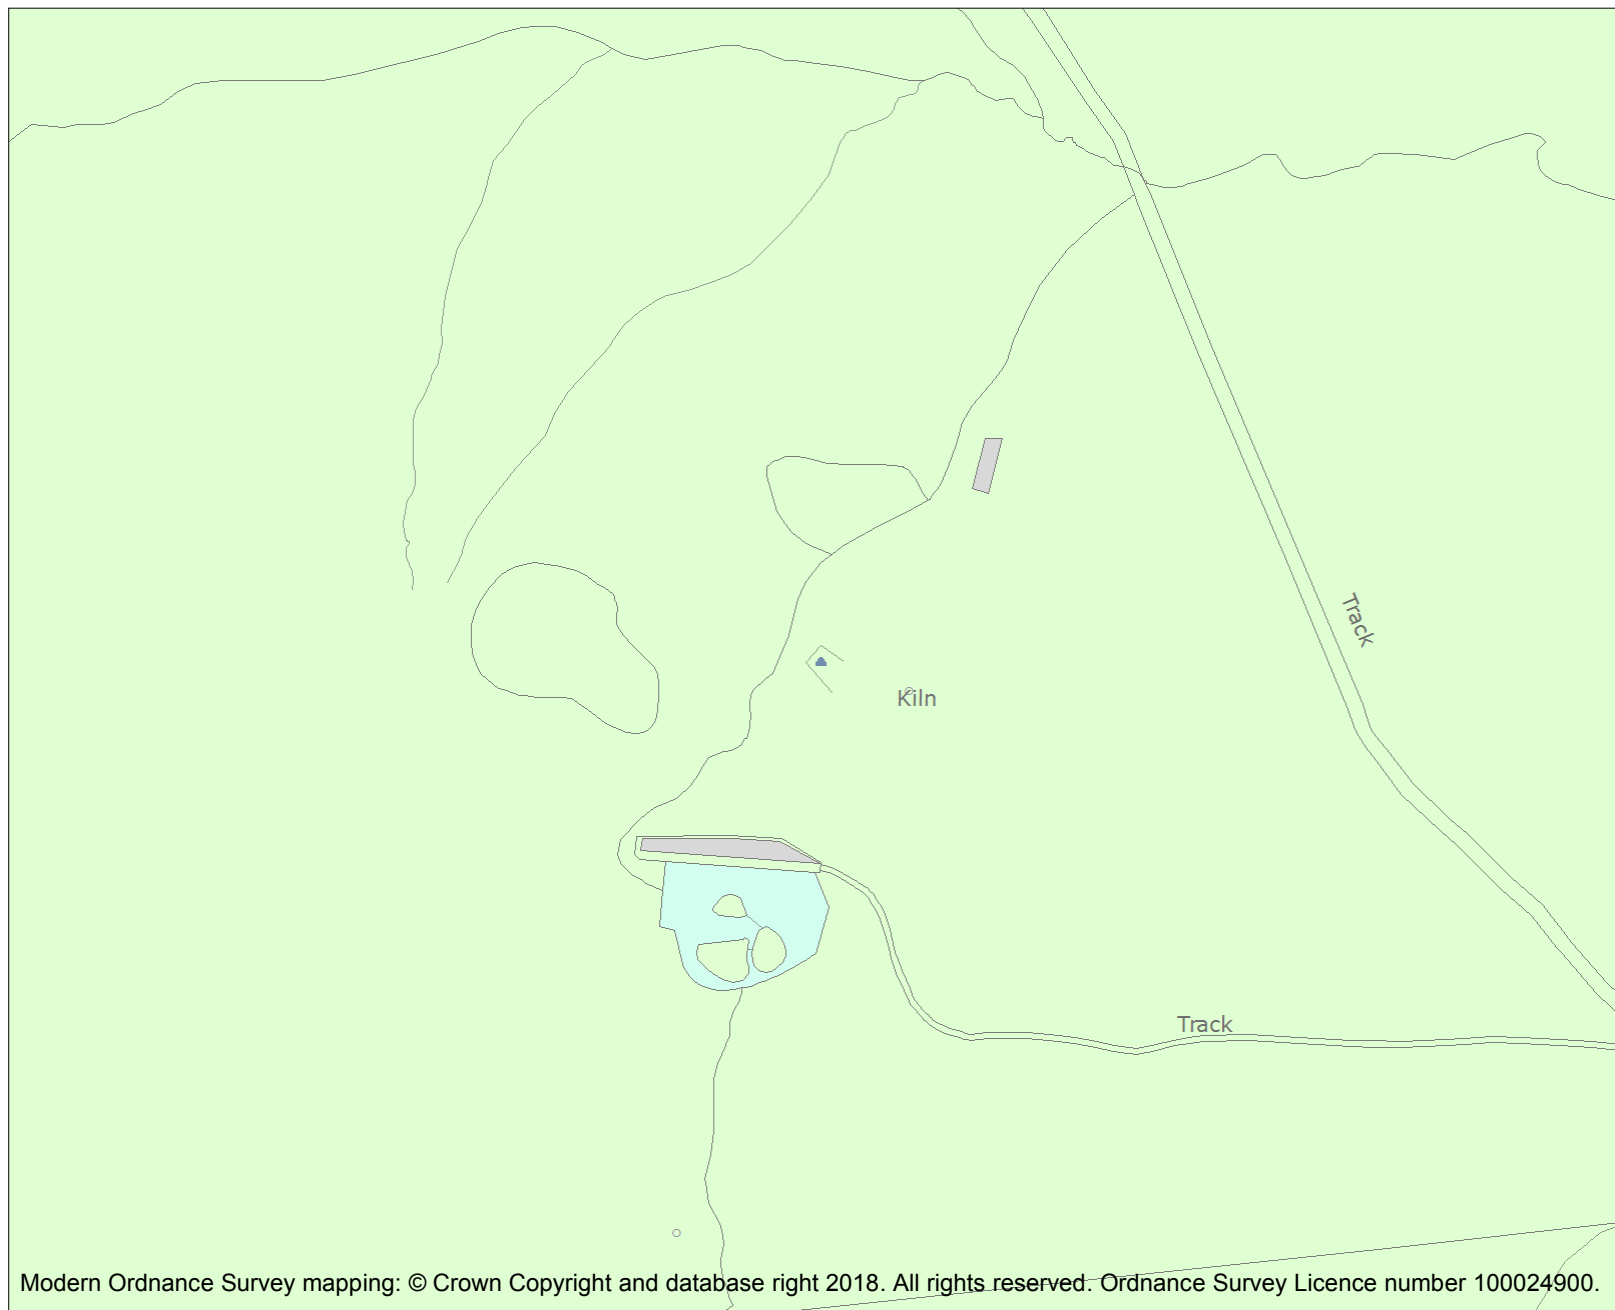 Track
Kiln
Track
Modern Ordnance Survey mapping: © Crown Copyright and database right 2018. All rights reserved. Ordnance Survey Licence number 100024900.